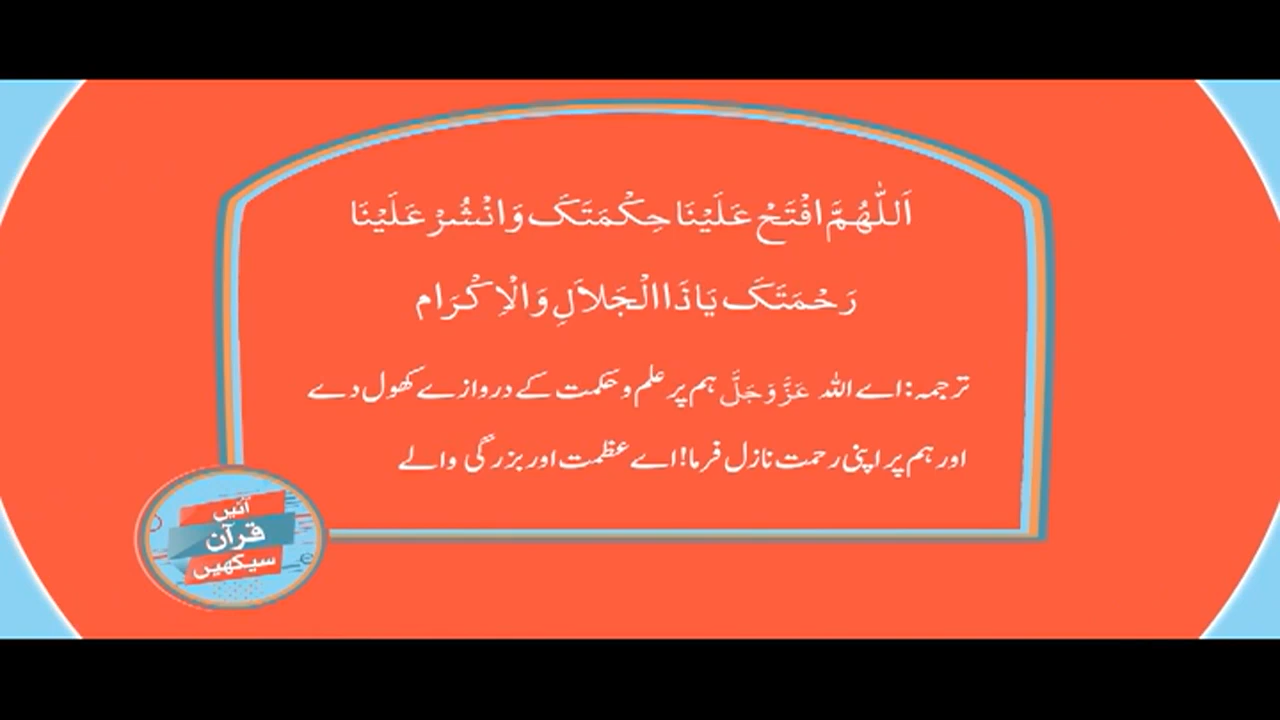 اَللّٰهُمَّ افْتَحْ عَلَيْنَا حِكْمَتَكَ وَانْشُرْ عَلَيْنَا
رَحْمَتَكَ يَا ذَا الْجَلاَلِ وَالْاِكْرَام
ترجمہ: اے اللہ عَزَّوَجَلَّ ہم پر علم و حکمت کے دروازے کھول دے
اور ہم پر اپنی رحمت نازل فرما! اے عظمت اور بزرگی والے
آئیں
قرآن
سیکھیں